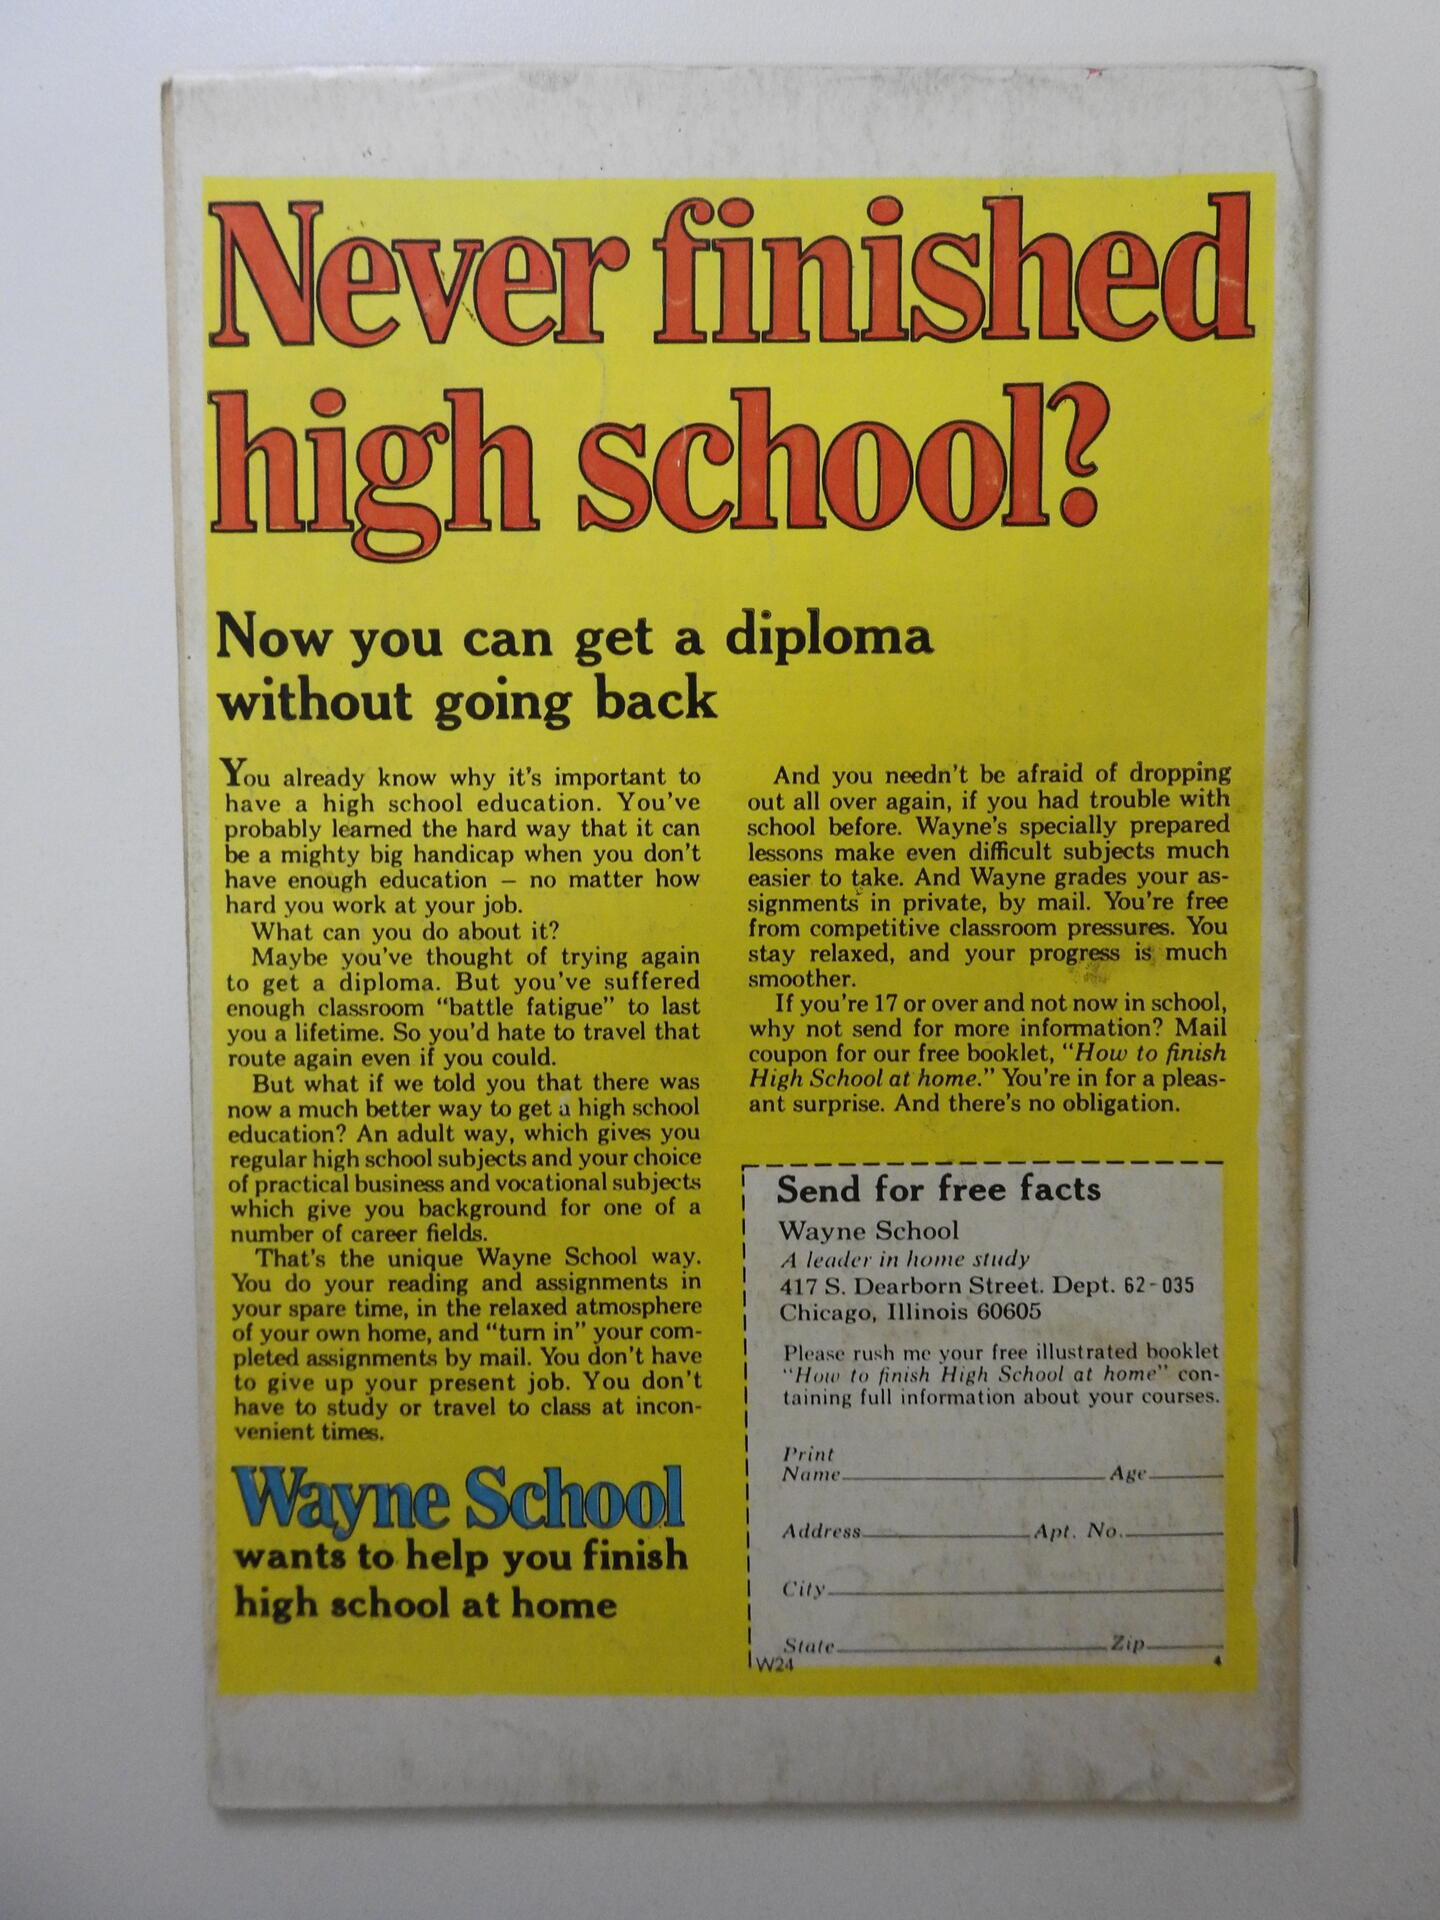 Never finished
high school?
Now you can get a diploma
without going back
You already know why it's important to
have a high school education. You've
probably learned the hard way that it can
be a mighty big handicap when you don't
have enough education – no matter how
hard you work at your job.
What can you do about it?
Maybe you've thought of trying again
to get a diploma. But you've suffered
enough classroom “battle fatigue” to last
you a lifetime. So you'd hate to travel that
route again even if you could.
But what if we told you that there was
now a much better way to get a high school
education? An adult way, which gives you
regular high school subjects and your choice
of practical business and vocational subjects
which give you background for one of a
number of career fields.
That's the unique Wayne School way.
You do your reading and assignments in
your spare time, in the relaxed atmosphere
of your own home, and “turn in” your com-
pleted assignments by mail. You don't have
to give up your present job. You don't
have to study or travel to class at incon-
venient times.
Wayne School
wants to help you finish
high school at home
And you needn't be afraid of dropping
out all over again, if you had trouble with
school before. Wayne's specially prepared
lessons make even difficult subjects much
easier to take. And Wayne grades your as-
signments in private, by mail. You're free
from competitive classroom pressures. You
stay relaxed, and your progress is much
smoother.
If you're 17 or over and not now in school,
why not send for more information? Mail
coupon for our free booklet, “How to finish
High School at home.” You're in for a pleas-
ant surprise. And there's no obligation.
Send for free facts
Wayne School
A leader in home study
417 S. Dearborn Street. Dept. 62-035
Chicago, Illinois 60605
Please rush me your free illustrated booklet
“How to finish High School at home” con-
taining full information about your courses.
Print
Name Age
Address Apt. No.
City
State Zip
W24 4